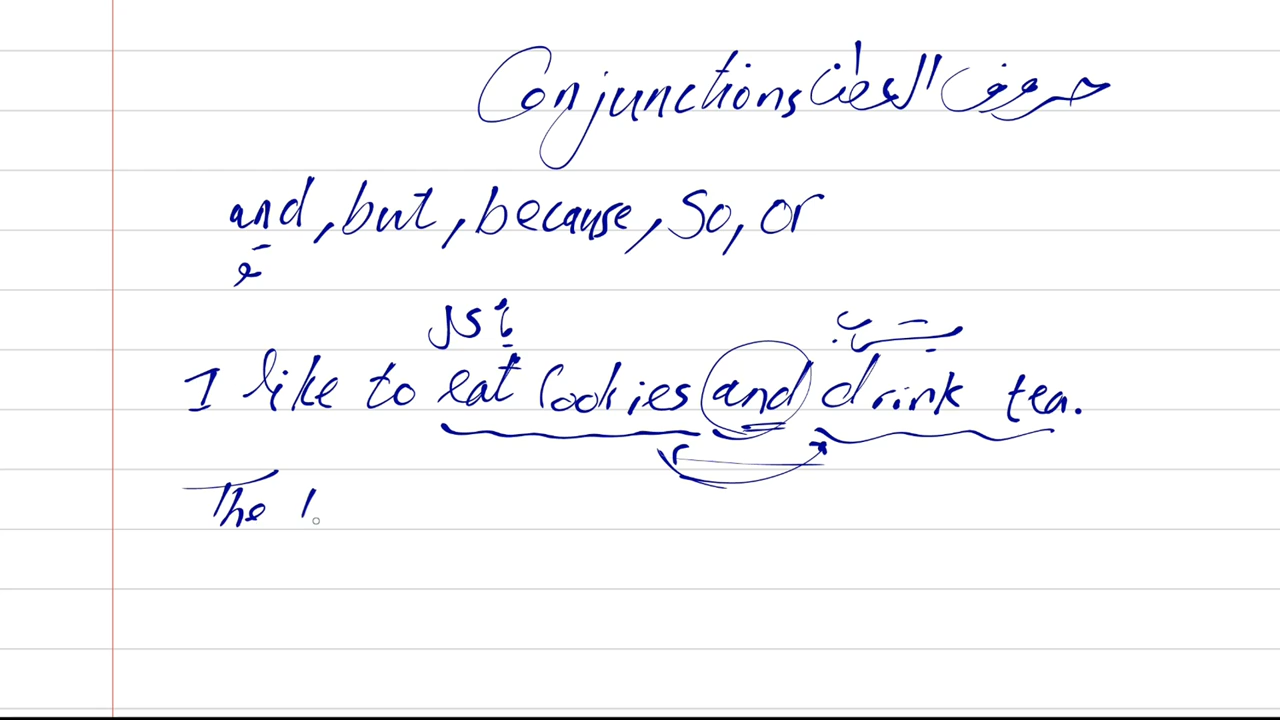 Conjunctions حروف العطف
and, but, because, so, or
و
يأكل يشرب
I like to eat Cookies and drink tea.
The